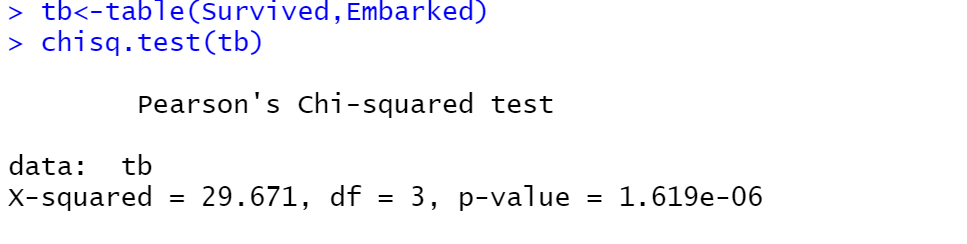 > tb<-table(Survived,Embarked)
> chisq.test(tb)
Pearson's Chi-squared test
data:  tb
X-squared = 29.671, df = 3, p-value = 1.619e-06